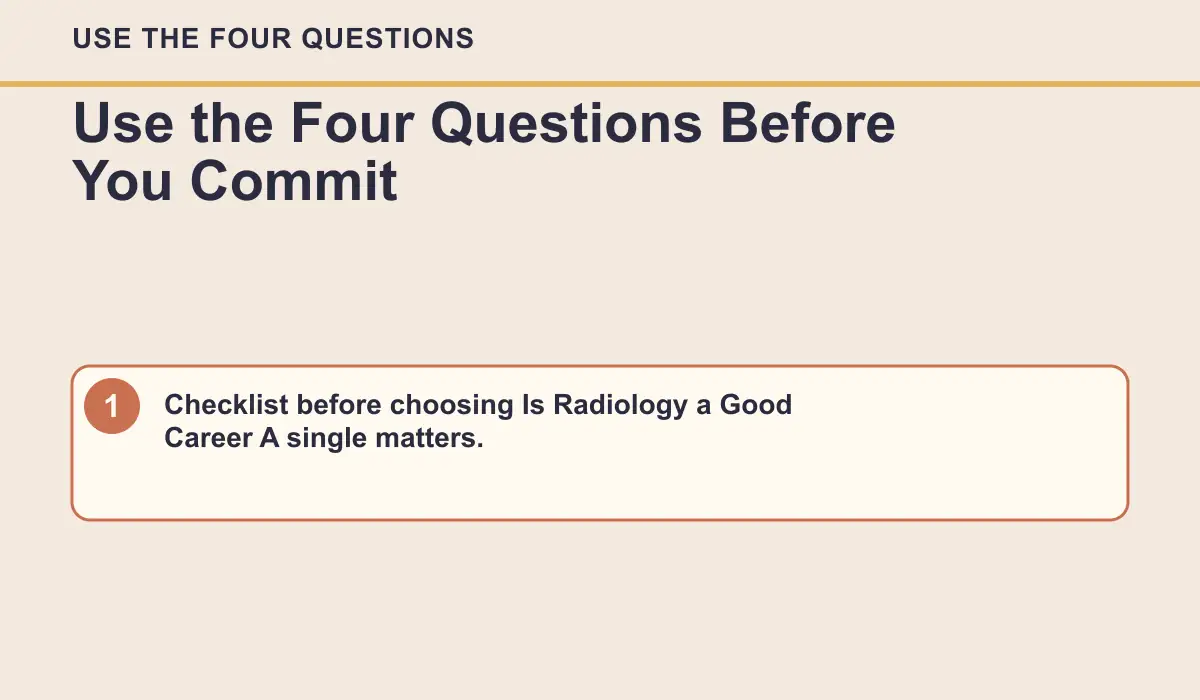 USE THE FOUR QUESTIONS
Use the Four Questions Before
You Commit
1
Checklist before choosing Is Radiology a Good
Career A single matters.